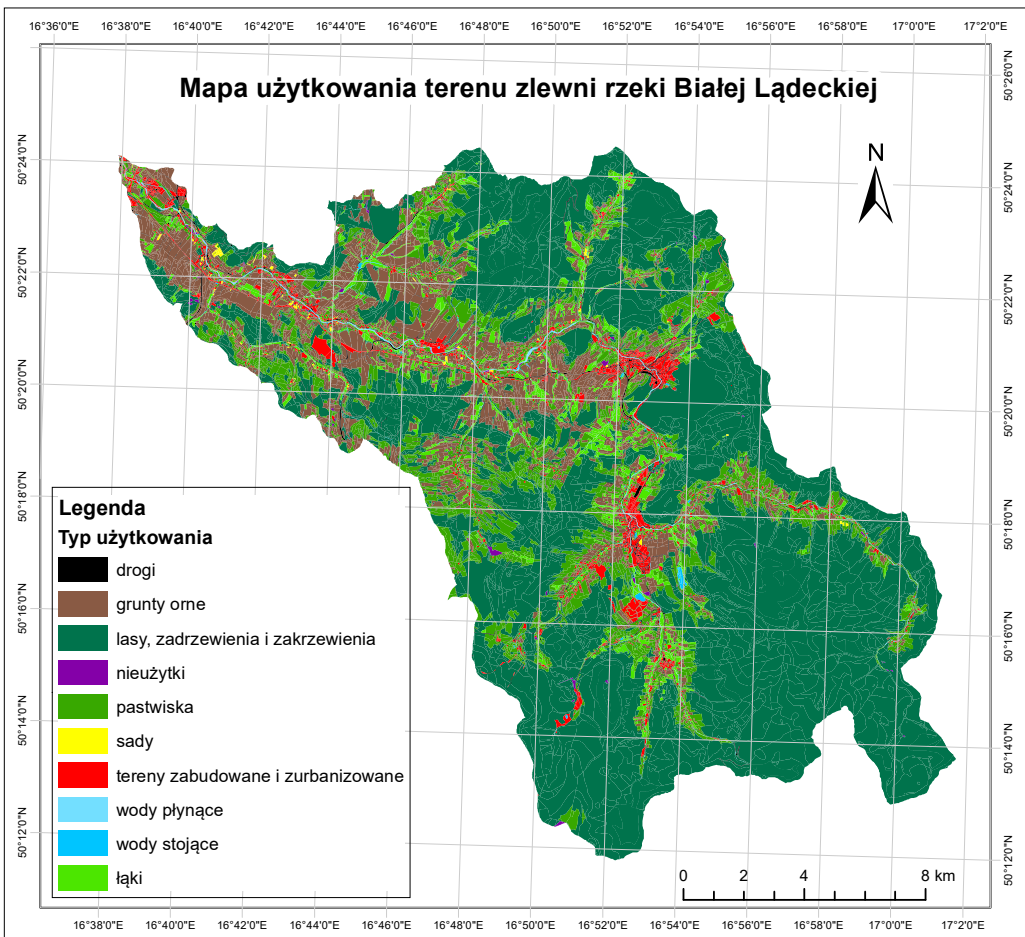 16°36'0"E 16°38'0"E 16°40'0"E 16°42'0"E 16°44'0"E 16°46'0"E 16°48'0"E 16°50'0"E 16°52'0"E 16°54'0"E 16°56'0"E 16°58'0"E 17°0'0"E 17°2'0"E
Mapa użytkowania terenu zlewni rzeki Białej Lądeckiej
N
50°24'0"N
50°22'0"N
50°20'0"N
50°18'0"N
50°16'0"N
50°14'0"N
50°12'0"N
50°26'0"N
50°24'0"N
50°22'0"N
50°20'0"N
50°18'0"N
50°16'0"N
50°14'0"N
50°12'0"N
Legenda
Typ użytkowania
drogi
grunty orne
lasy, zadrzewienia i zakrzewienia
nieużytki
pastwiska
sady
tereny zabudowane i zurbanizowane
wody płynące
wody stojące
łąki
0 2 4 8 km
16°38'0"E 16°40'0"E 16°42'0"E 16°44'0"E 16°46'0"E 16°48'0"E 16°50'0"E 16°52'0"E 16°54'0"E 16°56'0"E 16°58'0"E 17°0'0"E 17°2'0"E